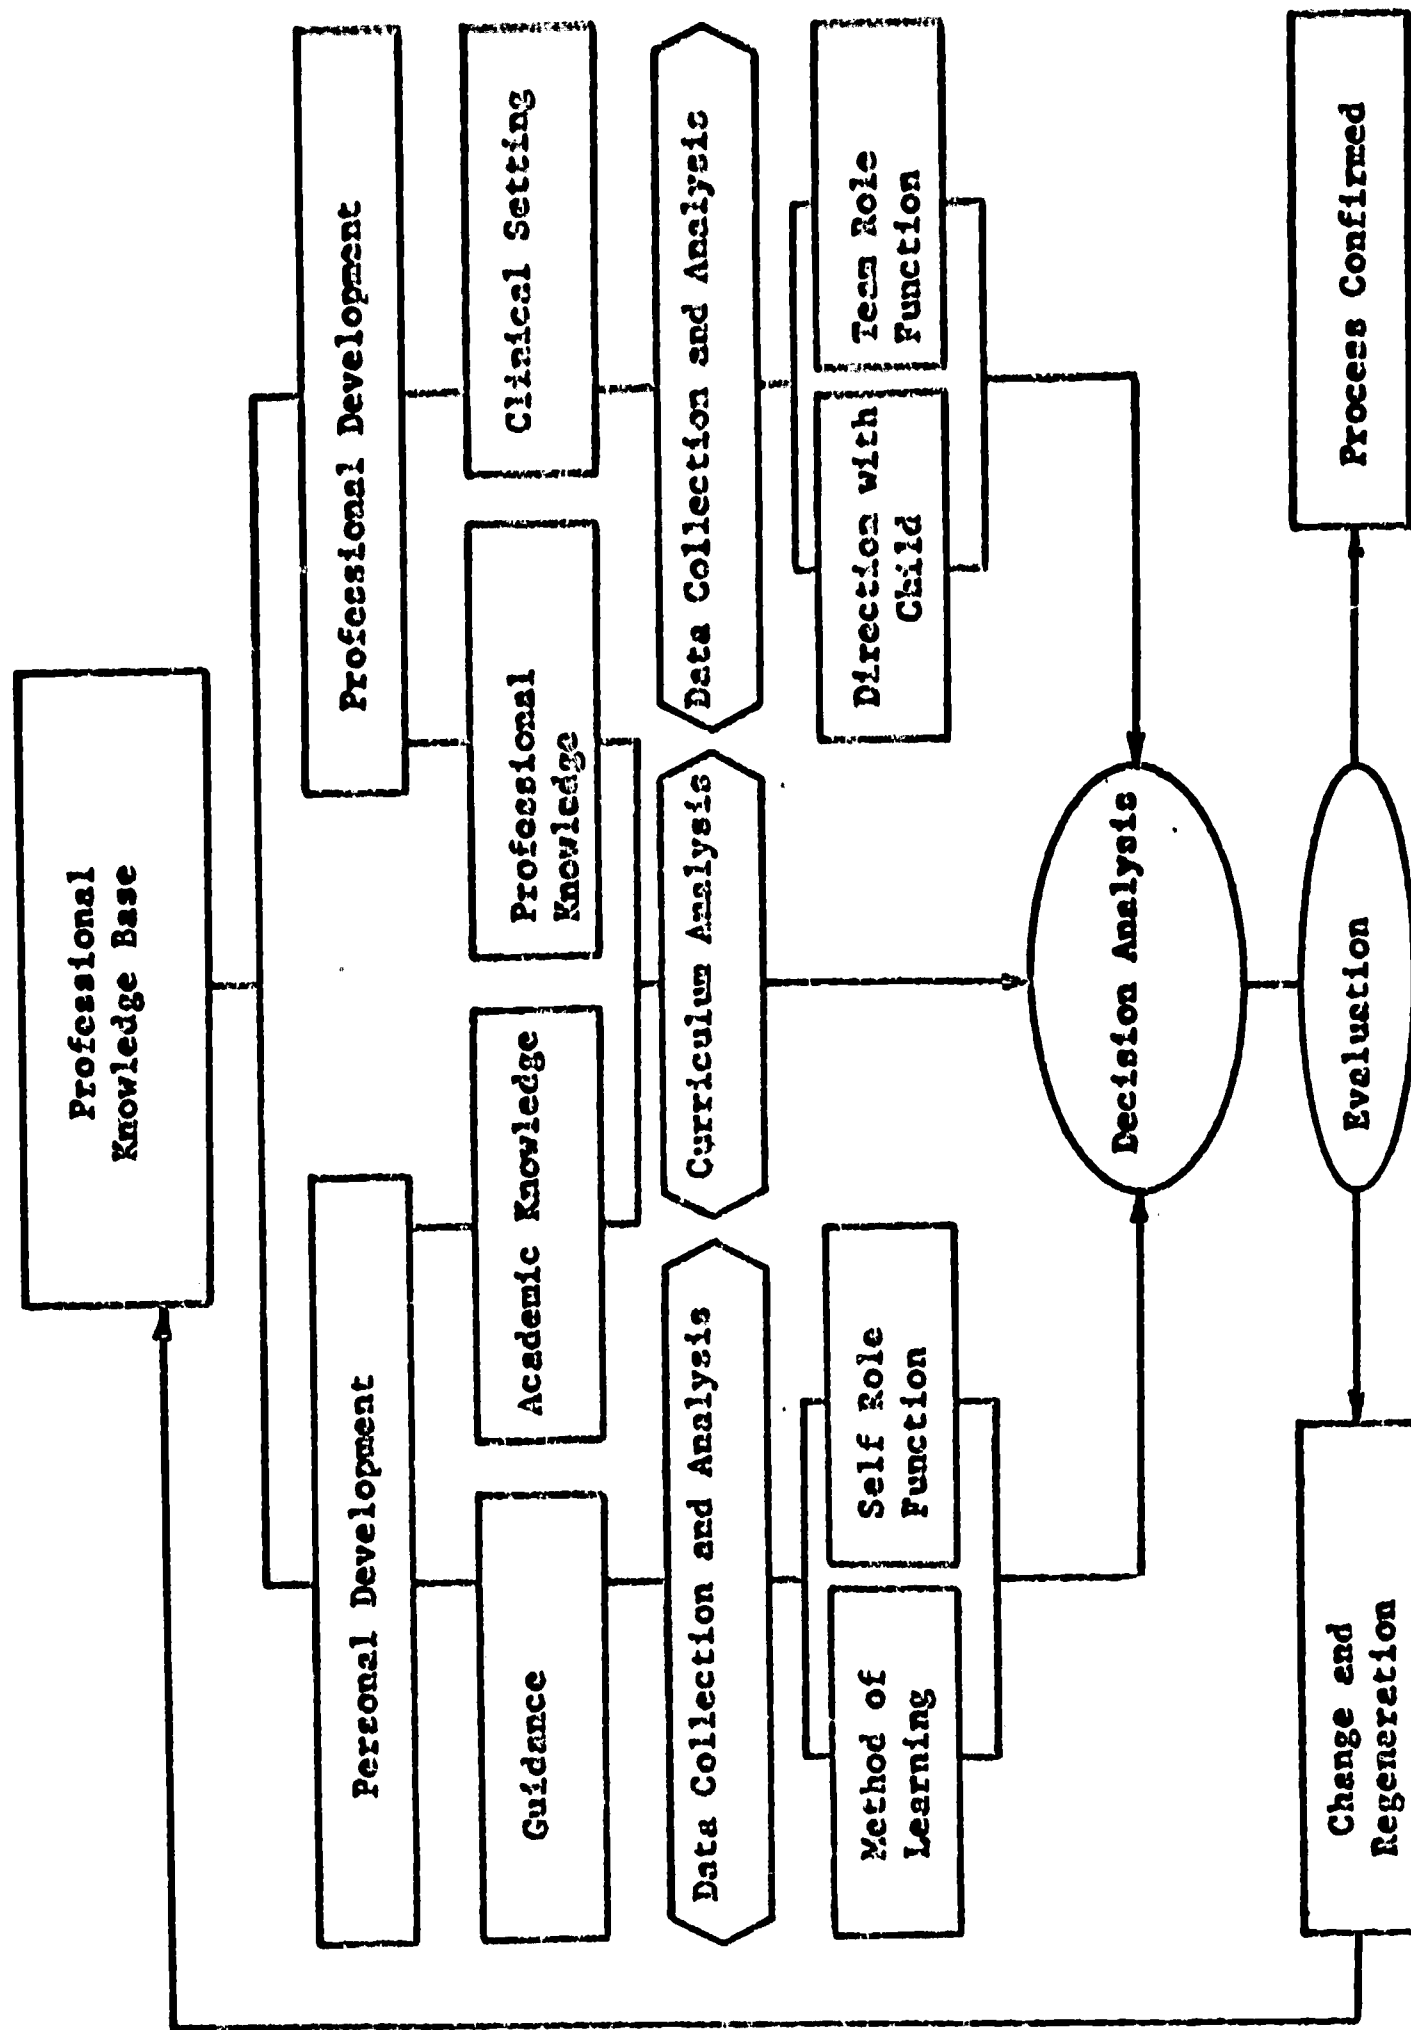 Professional
Knowledge Base
Personal Development
Professional Development
Guidance
Academic Knowledge
Professional
Knowledge
Clinical Setting
Data Collection and Analysis
Curriculum Analysis
Data Collection and Analysis
Method of
Learning
Self Role
Function
Direction with
Child
Team Role
Function
Decision Analysis
Evaluation
Change and
Regeneration
Process Confirmed